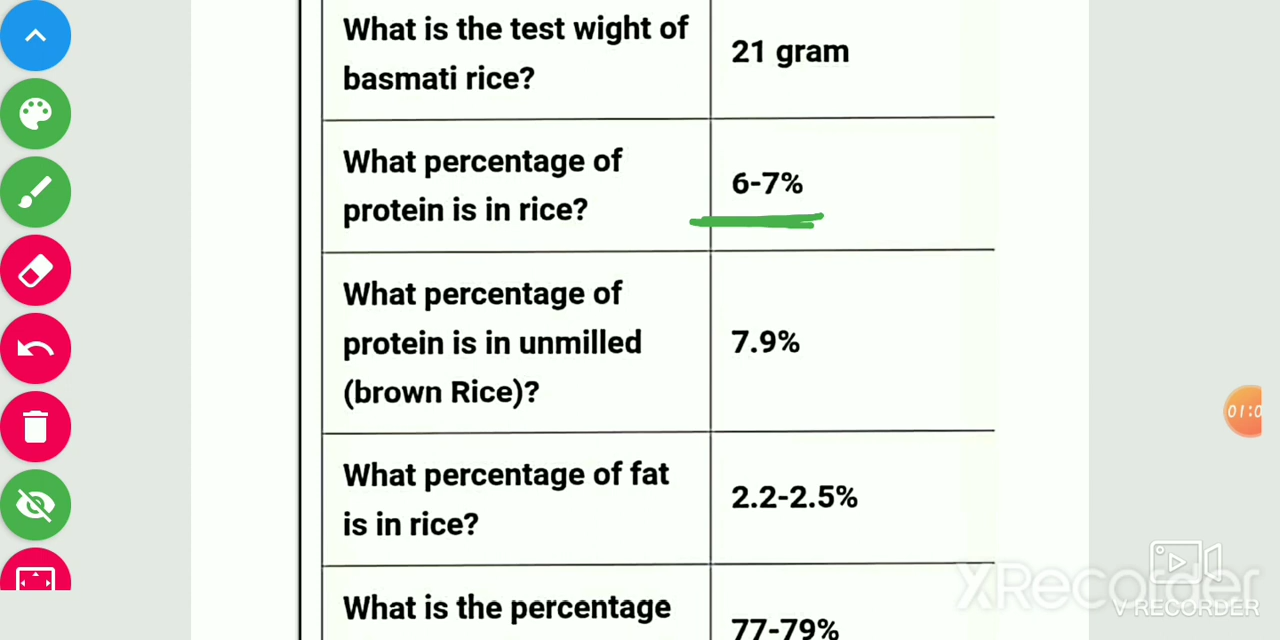 What is the test wight of
basmati rice?
21 gram
What percentage of
protein is in rice?
6-7%
What percentage of
protein is in unmilled
(brown Rice)?
7.9%
What percentage of fat
is in rice?
2.2-2.5%
What is the percentage
77-79%
01:0
XRecorder
V RECORDER